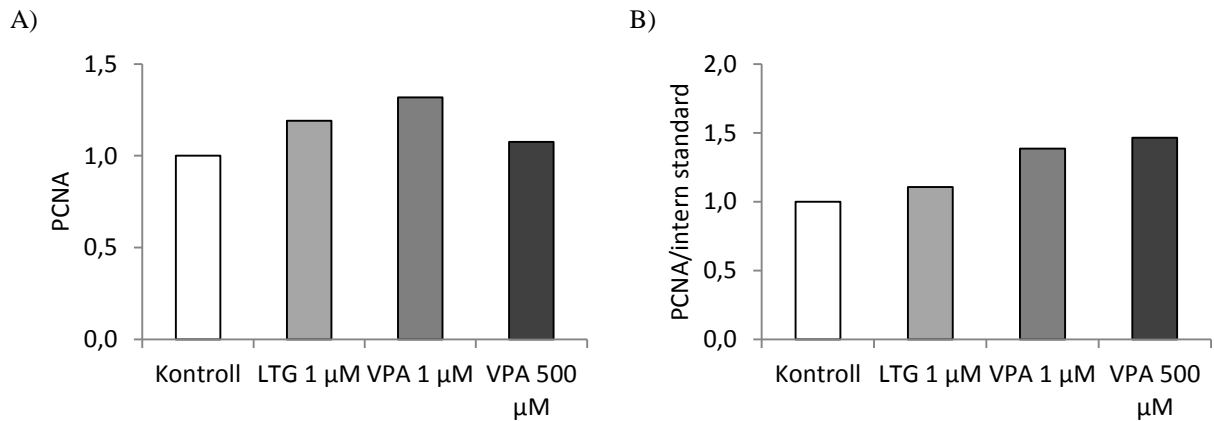 A)
1,5
1,0
0,5
0,0
PCNA
Kontroll LTG 1 µM VPA 1 µM VPA 500
µM
B)
2,0
1,5
1,0
0,5
0,0
PCNA/intern standard
Kontroll LTG 1 µM VPA 1 µM VPA 500
µM